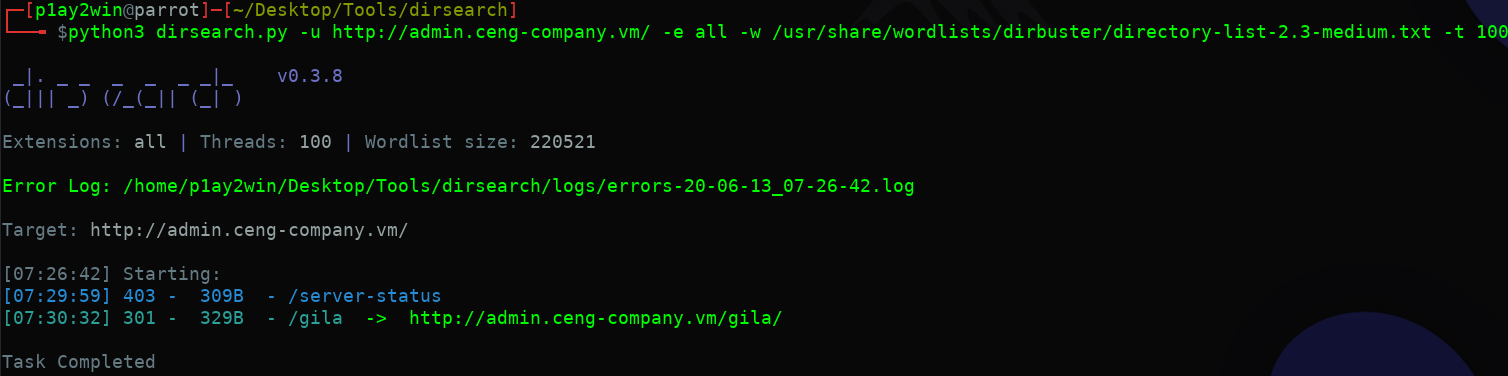 ┌─[p1ay2win@parrot]─[~/Desktop/Tools/dirsearch]
└──╼ $python3 dirsearch.py -u http://admin.ceng-company.vm/ -e all -w /usr/share/wordlists/dirbuster/directory-list-2.3-medium.txt -t 100
 _|. _ _  _  _  _ _|_    v0.3.8
(_||| _) (/_(_|| (_| )
Extensions: all | Threads: 100 | Wordlist size: 220521
Error Log: /home/p1ay2win/Desktop/Tools/dirsearch/logs/errors-20-06-13_07-26-42.log
Target: http://admin.ceng-company.vm/
[07:26:42] Starting:
[07:29:59] 403 -  309B  - /server-status
[07:30:32] 301 -  329B  - /gila  ->  http://admin.ceng-company.vm/gila/
Task Completed